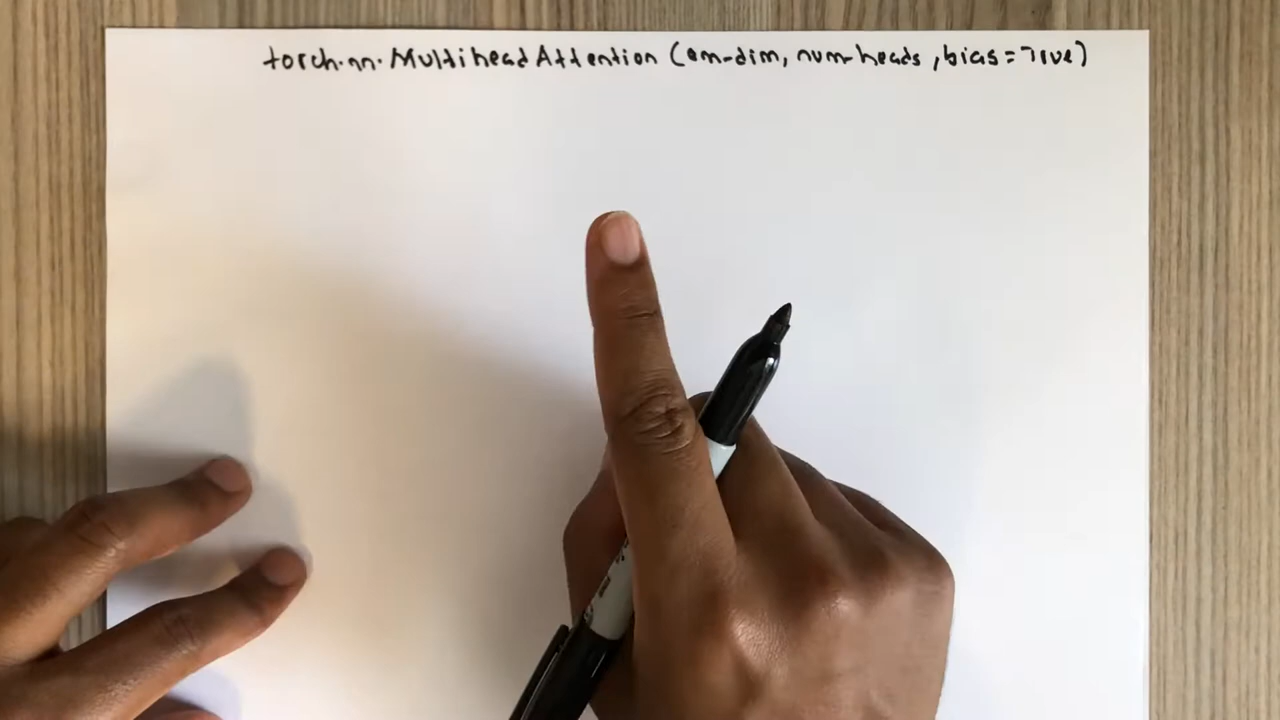 torch.nn.MultiheadAttention (em-dim, num-heads, bias=True)